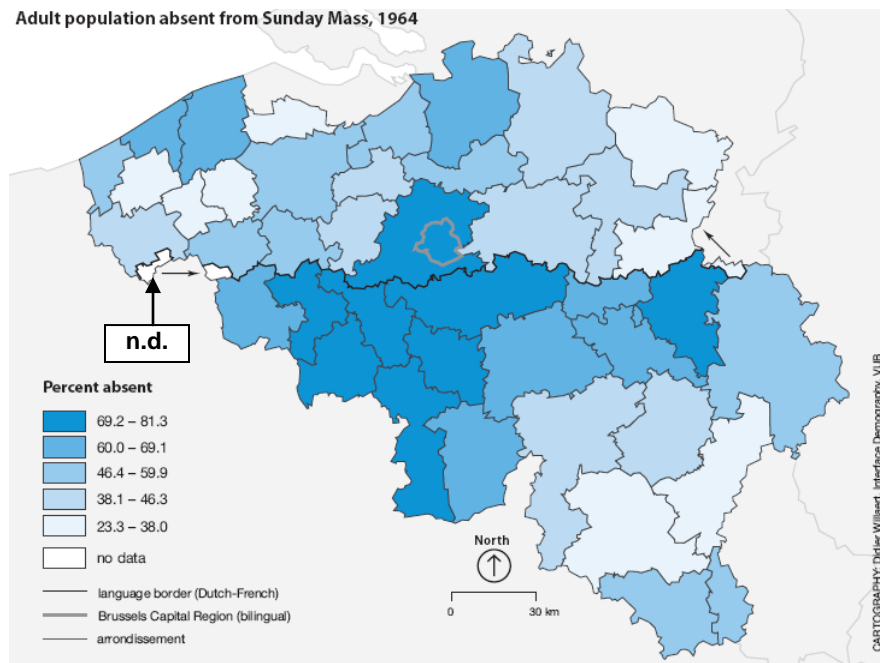 Adult population absent from Sunday Mass, 1964
n.d.
Percent absent
69.2 – 81.3
60.0 – 69.1
46.4 – 59.9
38.1 – 46.3
23.3 – 38.0
no data
language border (Dutch-French)
Brussels Capital Region (bilingual)
arrondissement
North
0 30 km
CARTOGRAPHY: Didier Willaert, Interface Demography, VUB